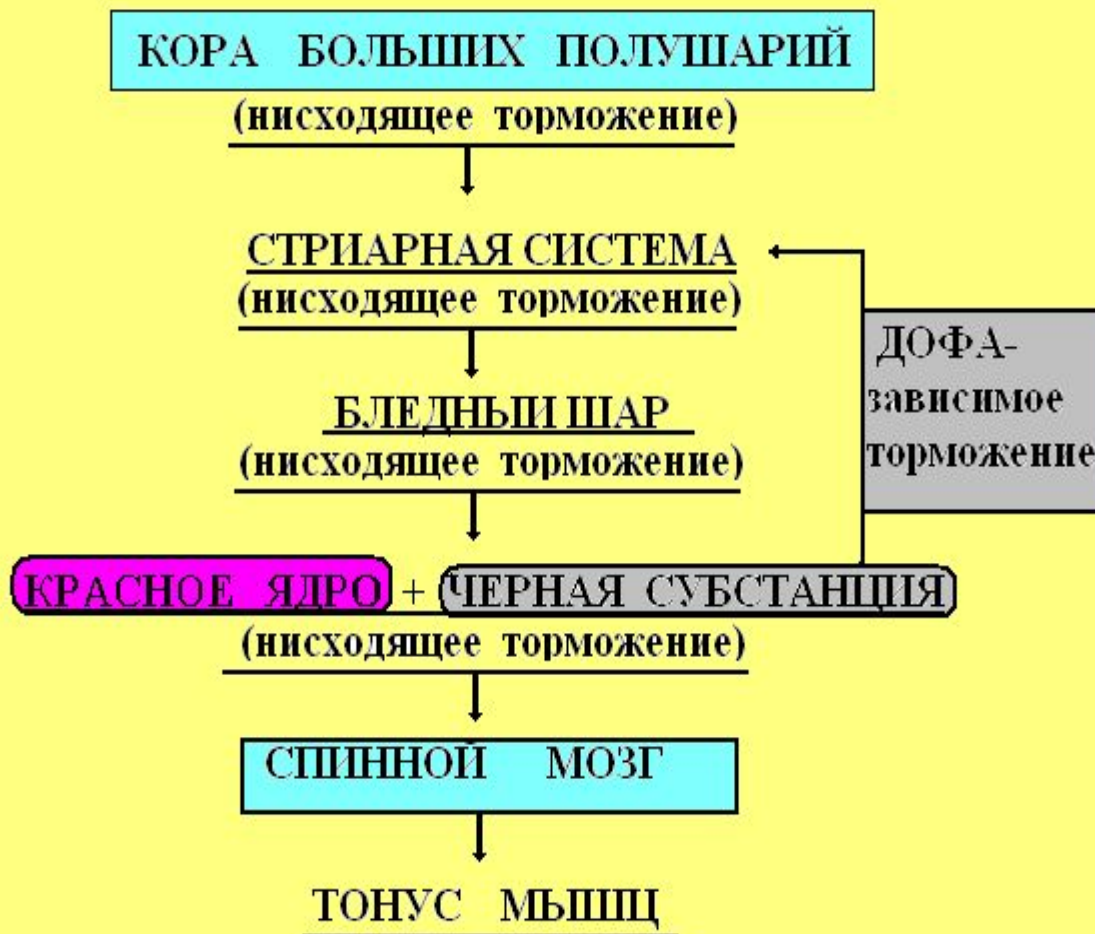 КОРА БОЛЬШИХ ПОЛУШАРИЙ
(нисходящее торможение)
СТРИАРНАЯ СИСТЕМА
(нисходящее торможение)
ДОФА-
зависимое
торможение
БЛЕДНЫЙ ШАР
(нисходящее торможение)
КРАСНОЕ ЯДРО + ЧЕРНАЯ СУБСТАНЦИЯ
(нисходящее торможение)
СПИННОЙ МОЗГ
ТОНУС МЫШЦ